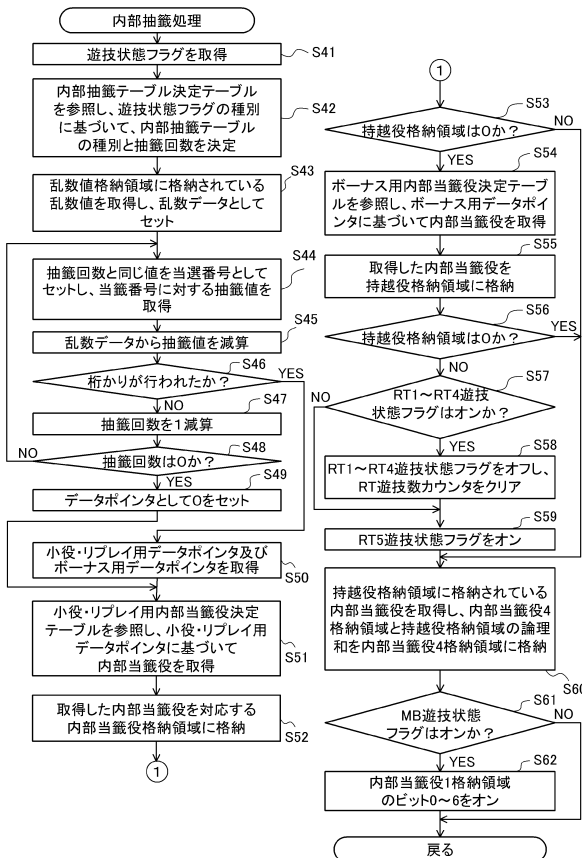 内部抽籤処理
遊技状態フラグを取得
S41
内部抽籤テーブル決定テーブル
を参照し、遊技状態フラグの種別
に基づいて、内部抽籤テーブル
の種別と抽籤回数を決定
S42
乱数値格納領域に格納されている
乱数値を取得し、乱数データとして
セット
S43
抽籤回数と同じ値を当選番号として
セットし、当籤番号に対する抽籤値を
取得
S44
乱数データから抽籤値を減算
S45
桁かりが行われたか?
S46
YES
NO
抽籤回数を1減算
S47
抽籤回数は0か?
S48
NO
YES
データポインタとして0をセット
S49
小役・リプレイ用データポインタ及び
ボーナス用データポインタを取得
S50
小役・リプレイ用内部当籤役決定
テーブルを参照し、小役・リプレイ用
データポインタに基づいて
内部当籤役を取得
S51
取得した内部当籤役を対応する
内部当籤役格納領域に格納
S52
1
1
持越役格納領域は0か?
S53
NO
YES
ボーナス用内部当籤役決定テーブ
ルを参照し、ボーナス用データポイ
ンタに基づいて内部当籤役を取得
S54
取得した内部当籤役を
持越役格納領域に格納
S55
持越役格納領域は0か?
S56
YES
NO
RT1~RT4遊技
状態フラグはオンか?
S57
NO
YES
RT1~RT4遊技状態フラグをオフし、
RT遊技数カウンタをクリア
S58
RT5遊技状態フラグをオン
S59
持越役格納領域に格納されている
内部当籤役を取得し、内部当籤役4
格納領域と持越役格納領域の論理
和を内部当籤役4格納領域に格納
S60
MB遊技状態
フラグはオンか?
S61
NO
YES
内部当籤役1格納領域
のビット0~6をオン
S62
戻る